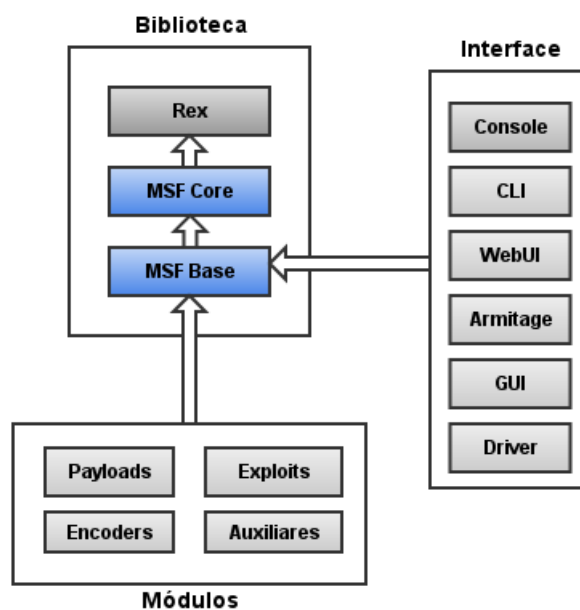 Biblioteca
Rex
MSF Core
MSF Base
Interface
Console
CLI
WebUI
Armitage
GUI
Driver
Payloads
Exploits
Encoders
Auxiliares
Módulos